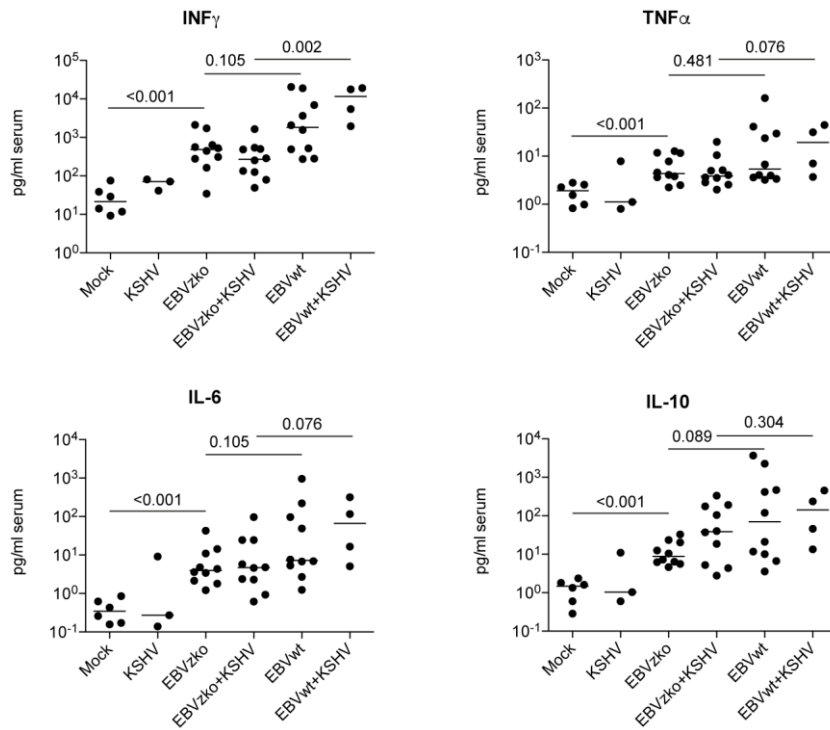 INFγ
0.002
0.105
<0.001
pg/ml serum
10⁵
10⁴
10³
10²
10¹
10⁰
Mock
KSHV
EBVzko
EBVzko+KSHV
EBVwt
EBVwt+KSHV
TNFα
0.076
0.481
<0.001
pg/ml serum
10³
10²
10¹
10⁰
10⁻¹
Mock
KSHV
EBVzko
EBVzko+KSHV
EBVwt
EBVwt+KSHV
IL-6
0.076
0.105
<0.001
pg/ml serum
10⁴
10³
10²
10¹
10⁰
10⁻¹
Mock
KSHV
EBVzko
EBVzko+KSHV
EBVwt
EBVwt+KSHV
IL-10
0.304
0.089
<0.001
pg/ml serum
10⁴
10³
10²
10¹
10⁰
10⁻¹
Mock
KSHV
EBVzko
EBVzko+KSHV
EBVwt
EBVwt+KSHV